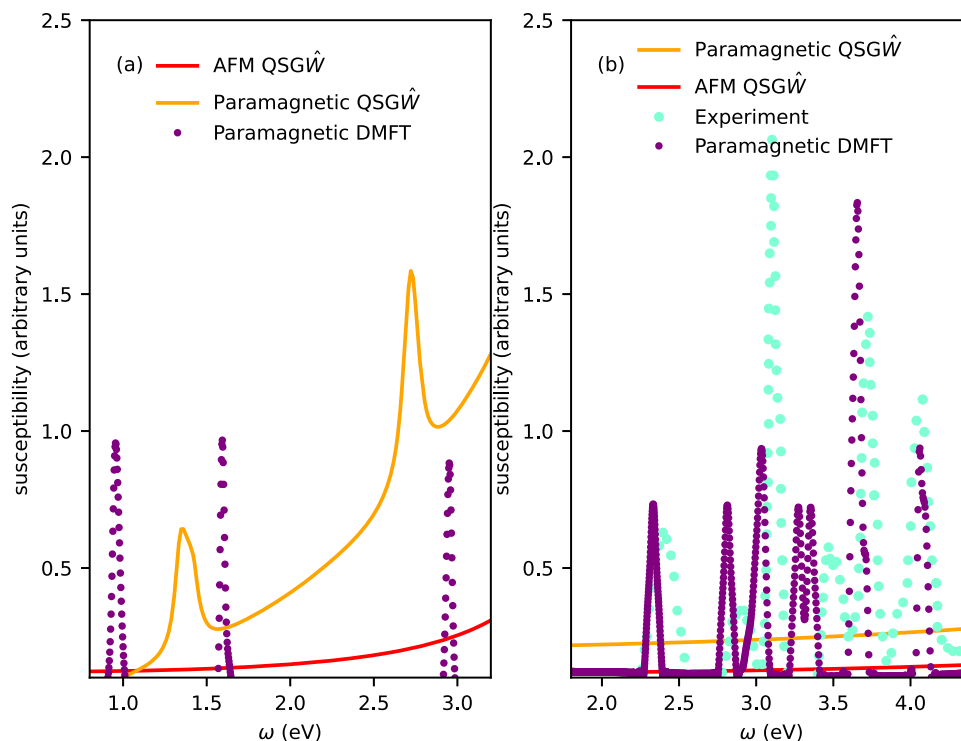 (a)
AFM QSGŴ
Paramagnetic QSGŴ
Paramagnetic DMFT
susceptibility (arbitrary units)
2.5
2.0
1.5
1.0
0.5
1.0 1.5 2.0 2.5 3.0
ω (eV)
(b)
Paramagnetic QSGŴ
AFM QSGŴ
Experiment
Paramagnetic DMFT
susceptibility (arbitrary units)
2.5
2.0
1.5
1.0
0.5
2.0 2.5 3.0 3.5 4.0
ω (eV)